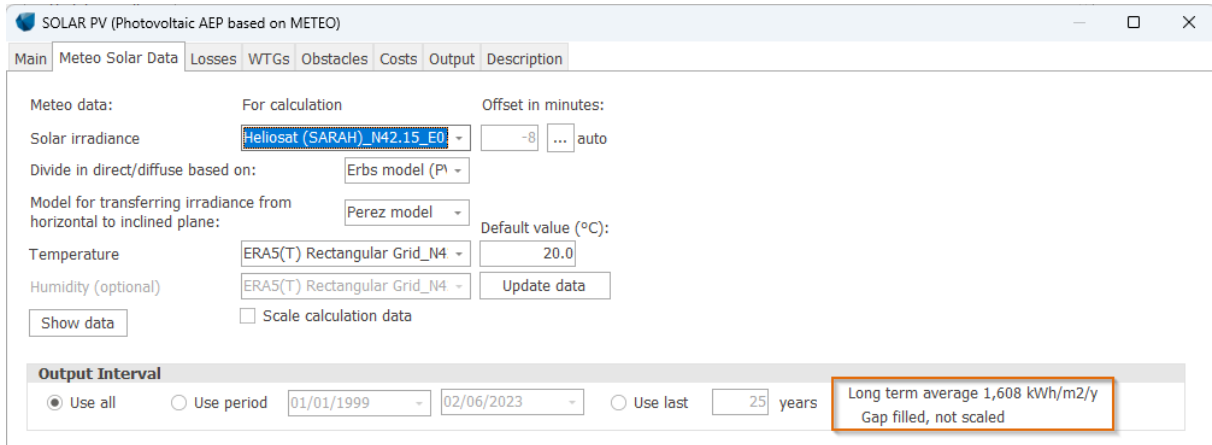 SOLAR PV (Photovoltaic AEP based on METEO)
Main Meteo Solar Data Losses WTGs Obstacles Costs Output Description
Meteo data: For calculation Offset in minutes:
Solar irradiance Heliosat (SARAH)_N42.15_E0 -8 ... auto
Divide in direct/diffuse based on: Erbs model (P
Model for transferring irradiance from
horizontal to inclined plane: Perez model
Default value (°C):
Temperature ERA5(T) Rectangular Grid_N4 20.0
Humidity (optional) ERA5(T) Rectangular Grid_N4 Update data
Show data Scale calculation data
Output Interval
Use all Use period 01/01/1999 02/06/2023 Use last 25 years Long term average 1,608 kWh/m2/y
Gap filled, not scaled